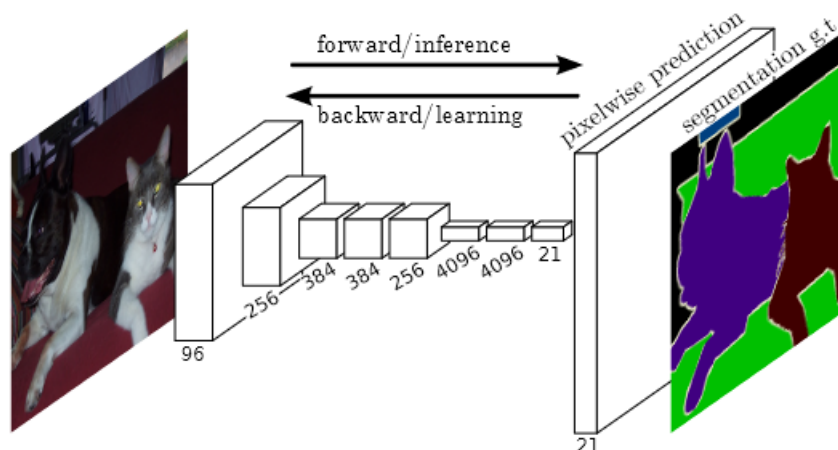 forward/inference
backward/learning
pixelwise prediction
segmentation g.t.
96
256
384
384
256
4096
4096
21
21